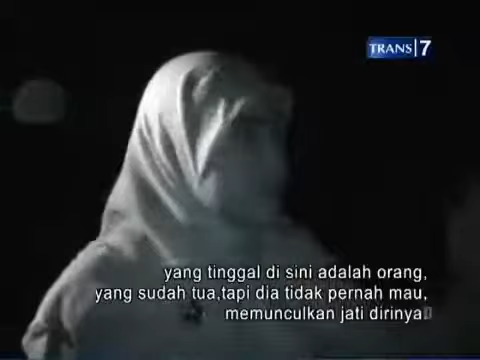 TRANS|7
yang tinggal di sini adalah orang,
yang sudah tua,tapi dia tidak pernah mau,
memunculkan jati dirinya